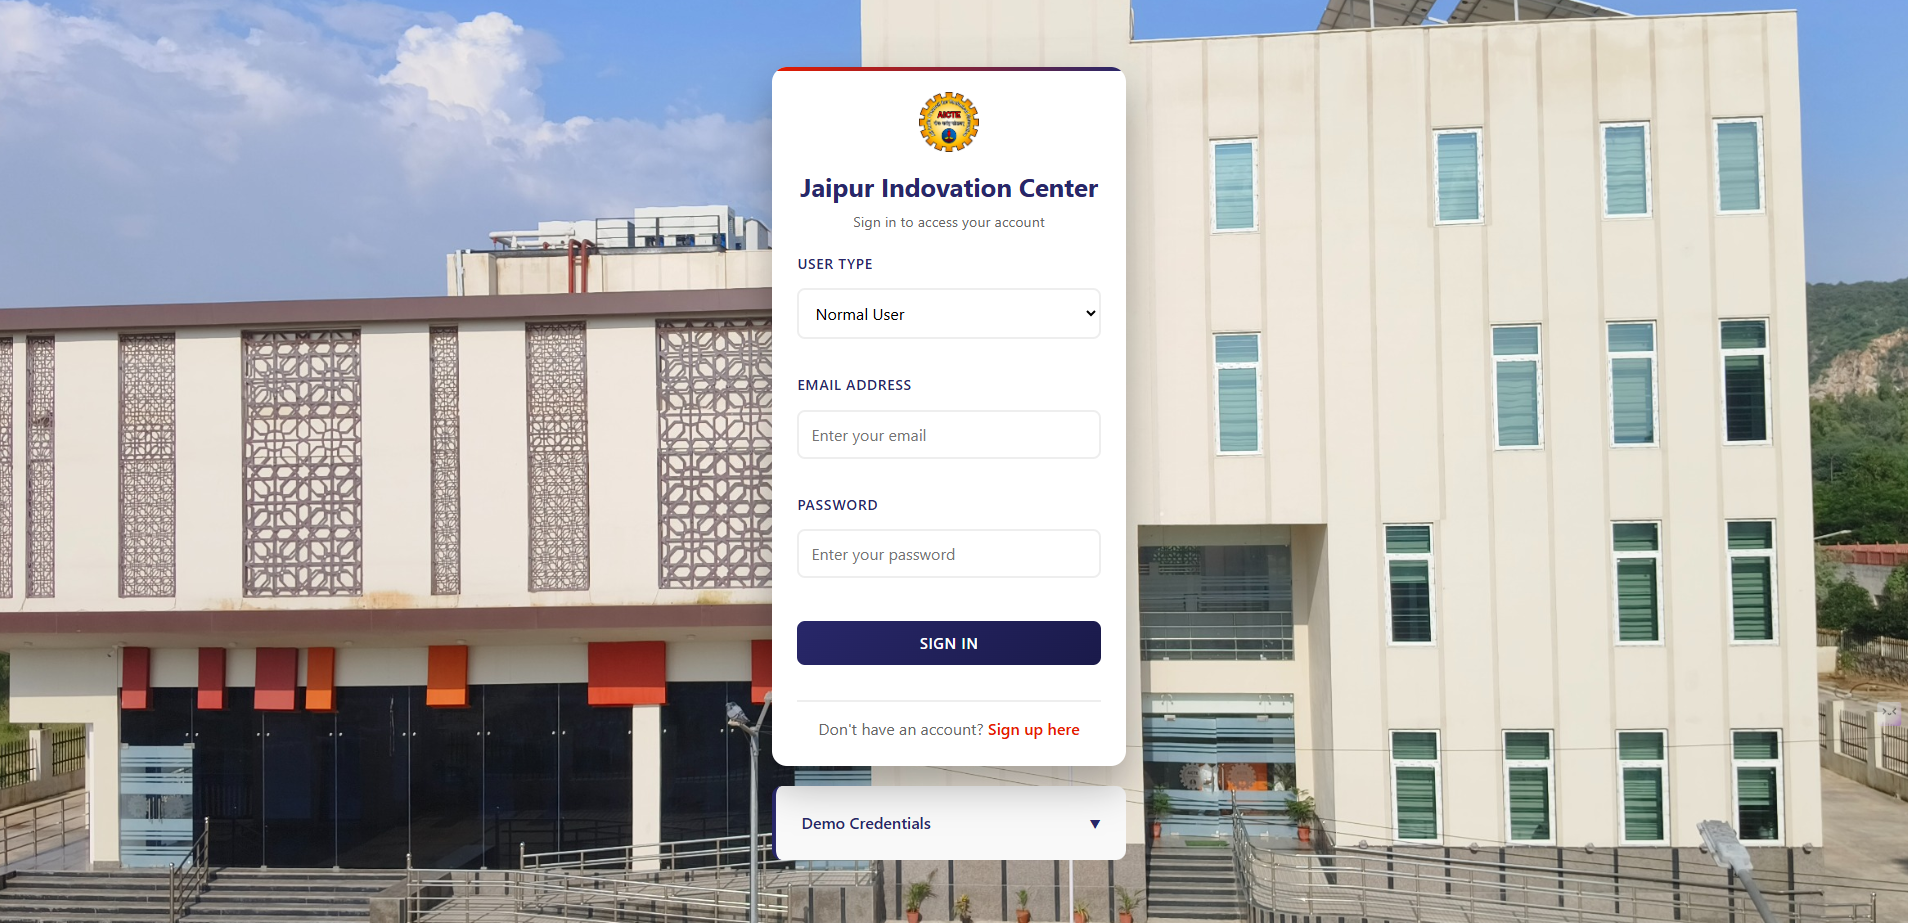 AICTE
Jaipur Indovation Center
Sign in to access your account
USER TYPE
Normal User
EMAIL ADDRESS
Enter your email
PASSWORD
Enter your password
SIGN IN
Don't have an account? Sign up here
Demo Credentials